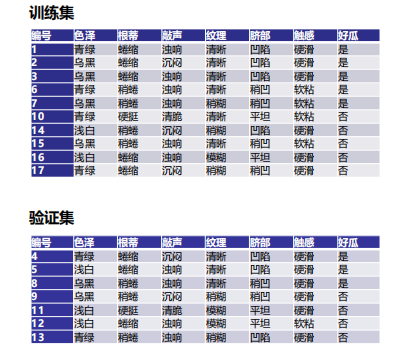 训练集
编号 色泽 根蒂 敲声 纹理 脐部 触感 好瓜
1 青绿 蜷缩 浊响 清晰 凹陷 硬滑 是
2 乌黑 蜷缩 沉闷 清晰 凹陷 硬滑 是
3 乌黑 蜷缩 浊响 清晰 凹陷 硬滑 是
6 青绿 稍蜷 浊响 清晰 稍凹 软粘 是
7 乌黑 稍蜷 浊响 稍糊 稍凹 软粘 是
10 青绿 硬挺 清脆 清晰 平坦 软粘 否
14 浅白 稍蜷 沉闷 稍糊 凹陷 硬滑 否
15 乌黑 稍蜷 浊响 清晰 稍凹 软粘 否
16 浅白 蜷缩 浊响 模糊 平坦 硬滑 否
17 青绿 蜷缩 沉闷 稍糊 稍凹 硬滑 否
验证集
编号 色泽 根蒂 敲声 纹理 脐部 触感 好瓜
4 青绿 蜷缩 沉闷 清晰 凹陷 硬滑 是
5 浅白 蜷缩 浊响 清晰 凹陷 硬滑 是
8 乌黑 稍蜷 浊响 清晰 稍凹 硬滑 是
9 乌黑 稍蜷 沉闷 稍糊 稍凹 硬滑 否
11 浅白 硬挺 清脆 模糊 平坦 硬滑 否
12 浅白 蜷缩 浊响 模糊 平坦 软粘 否
13 青绿 稍蜷 浊响 稍糊 凹陷 硬滑 否